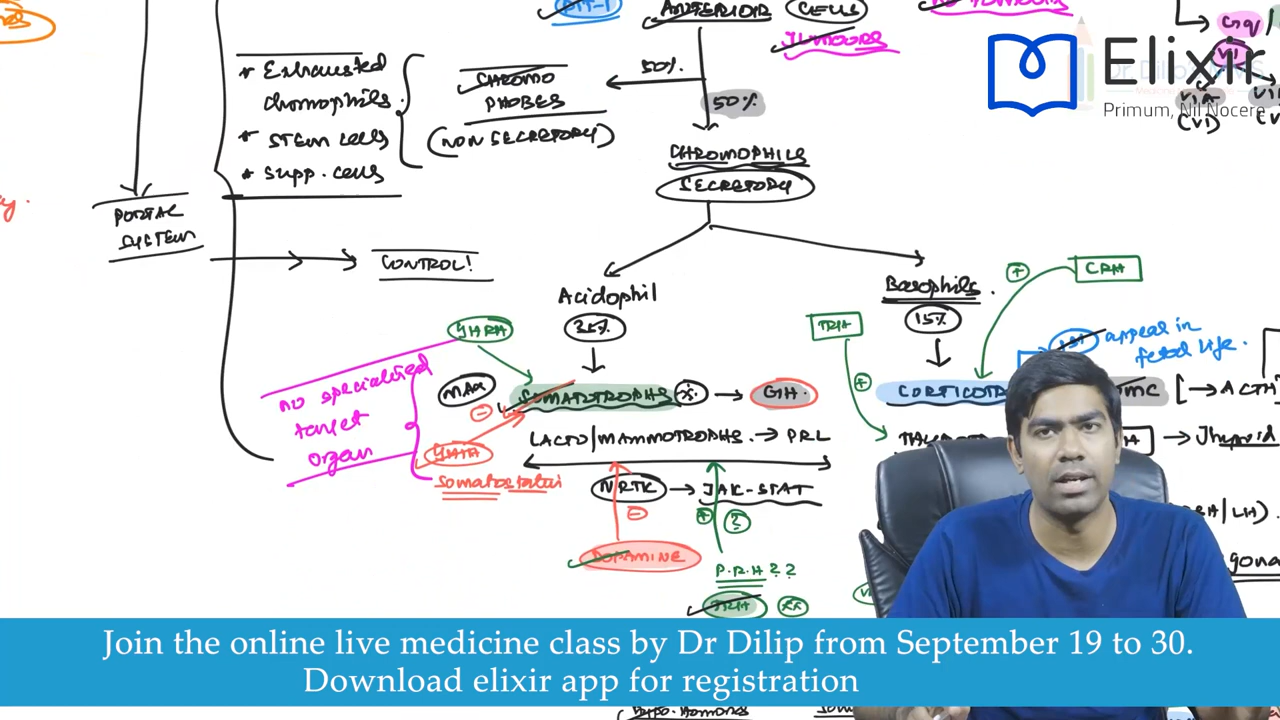 ANTERIOR
CELLS
TUMOURS
Elixir
Primum, Nil Nocere
50%
50%
* Exhausted
chromophils.
* STEM cells
* Supp. cells
CHROMO
PHOBES
(NON SECRETORY)
CHROMOPHILS
SECRETORY
PORTAL
SYSTEM
CONTROL!
Acidophil
35%
Basophils.
15%
CRH
GHRH
TRH
1st appear in
fetal life.
no specialised
target
organ
Max
SOMATOTROPHS → GH.
GHIH
Somatostatin
LACTO/MAMMOTROPHS. → PRL
NRTK → JAK-STAT
DOPAMINE
P.R.H ? ?
TRH
→ ACTH
→ Thyroid
Join the online live medicine class by Dr Dilip from September 19 to 30.
Download elixir app for registration